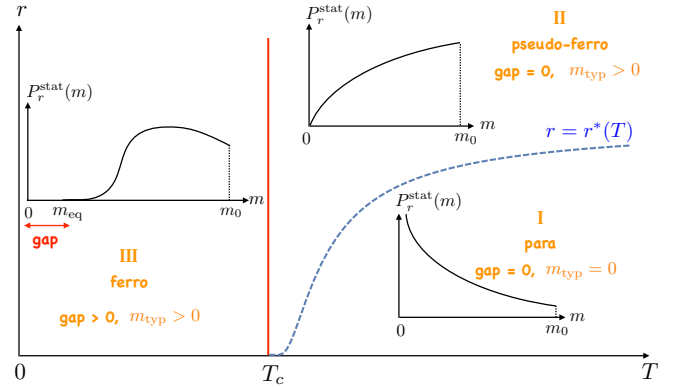 r
P_r^stat(m)
m_eq
m_0
m
0
gap
III
ferro
gap > 0, m_typ > 0
P_r^stat(m)
0
m_0
m
II
pseudo-ferro
gap = 0, m_typ > 0
r = r*(T)
P_r^stat(m)
0
m_0
m
I
para
gap = 0, m_typ = 0
0
T_c
T